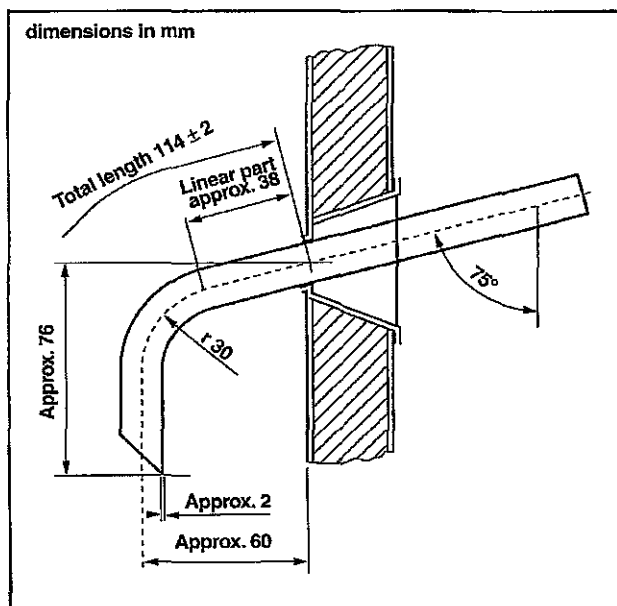 dimensions in mm
Total length 114 ± 2
Linear part
approx. 38
75°
r 30
Approx. 76
Approx. 2
Approx. 60